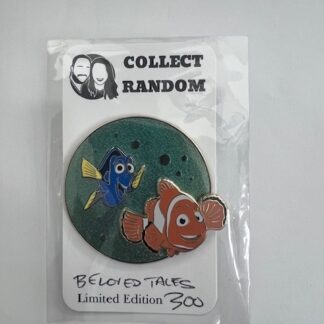 COLLECT
RANDOM
BELOVED TALES
Limited Edition 300